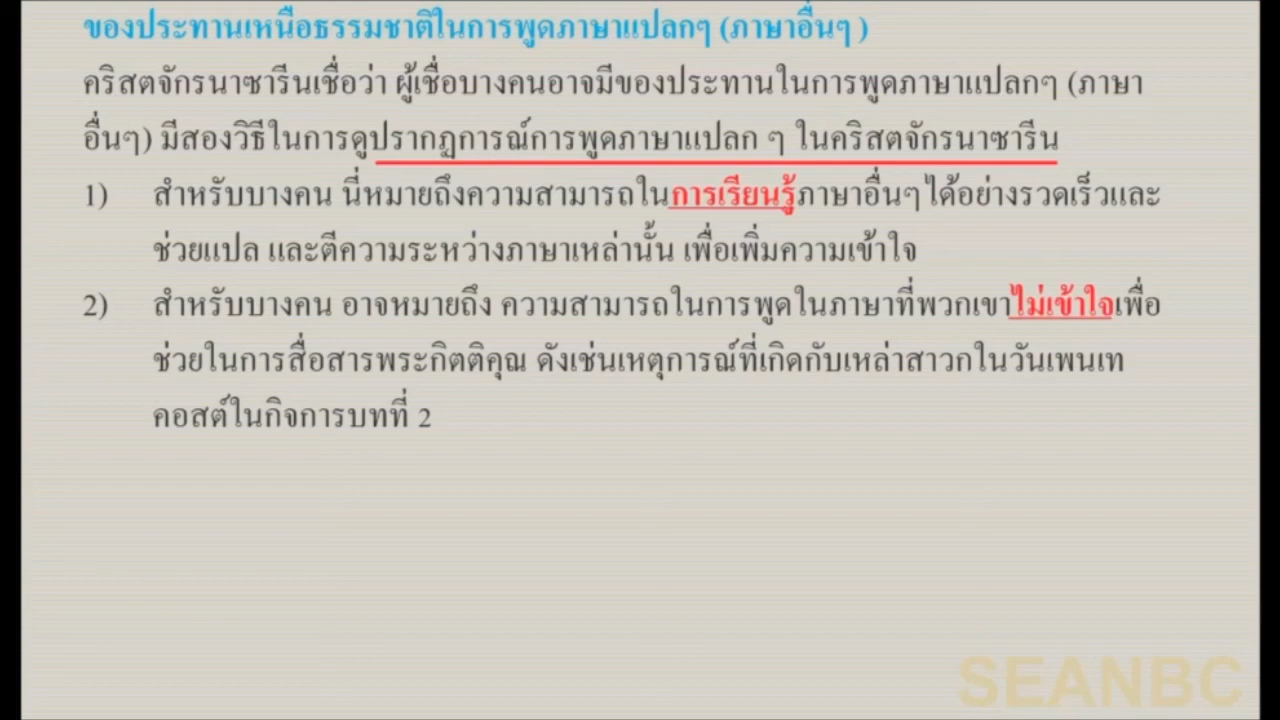 ของประทานเหนือธรรมชาติในการพูดภาษาแปลกๆ (ภาษาอื่นๆ )
คริสตจักรนาซารีนเชื่อว่า ผู้เชื่อบางคนอาจมีของประทานในการพูดภาษาแปลกๆ (ภาษา
อื่นๆ) มีสองวิธีในการดูปรากฏการณ์การพูดภาษาแปลก ๆ ในคริสตจักรนาซารีน
1) สำหรับบางคน นี่หมายถึงความสามารถในการเรียนรู้ภาษาอื่นๆ ได้อย่างรวดเร็วและ
ช่วยแปล และตีความระหว่างภาษาเหล่านั้น เพื่อเพิ่มความเข้าใจ
2) สำหรับบางคน อาจหมายถึง ความสามารถในการพูดในภาษาที่พวกเขาไม่เข้าใจเพื่อ
ช่วยในการสื่อสารพระกิตติคุณ ดังเช่นเหตุการณ์ที่เกิดกับเหล่าสาวกในวันเพนเท
คอสต์ในกิจการบทที่ 2
SEANBC